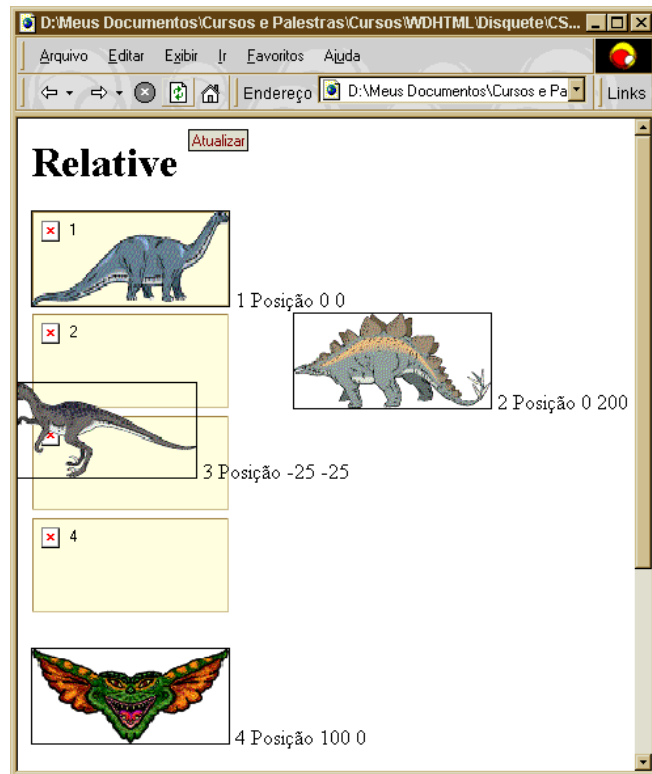 D:\Meus Documentos\Cursos e Palestras\Cursos\WDHTML\Disquete\CS...
Arquivo Editar Exibir Ir Favoritos Ajuda
Endereço D:\Meus Documentos\Cursos e Pa Links
Atualizar
Relative
1
1 Posição 0 0
2
2 Posição 0 200
3 Posição -25 -25
4
4 Posição 100 0